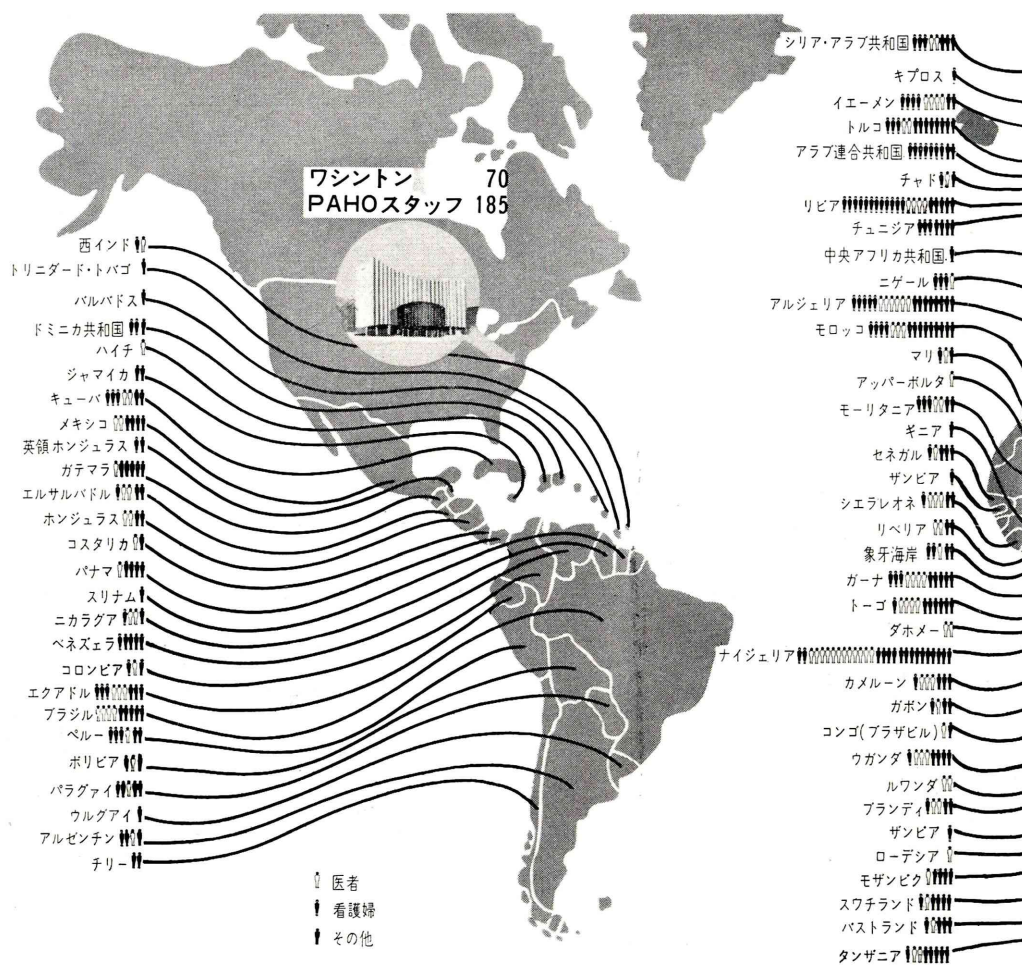 ワシントン 70
PAHOスタッフ 185
西インド
トリニダード・トバゴ
バルバドス
ドミニカ共和国
ハイチ
ジャマイカ
キューバ
メキシコ
英領ホンジュラス
ガテマラ
エルサルバドル
ホンジュラス
コスタリカ
パナマ
スリナム
ニカラグア
ベネズェラ
コロンビア
エクアドル
ブラジル
ペルー
ボリビア
パラグァイ
ウルグアイ
アルゼンチン
チリー
医者
看護婦
その他
シリア・アラブ共和国
キプロス
イエーメン
トルコ
アラブ連合共和国
チャド
リビア
チュニジア
中央アフリカ共和国
ニゲール
アルジェリア
モロッコ
マリ
アッパーボルタ
モーリタニア
ギニア
セネガル
ザンビア
シエラレオネ
リベリア
象牙海岸
ガーナ
トーゴ
ダホメー
ナイジェリア
カメルーン
ガボン
コンゴ(ブラザビル)
ウガンダ
ルワンダ
ブランディ
ザンビア
ローデシア
モザンビク
スワチランド
バストランド
タンザニア